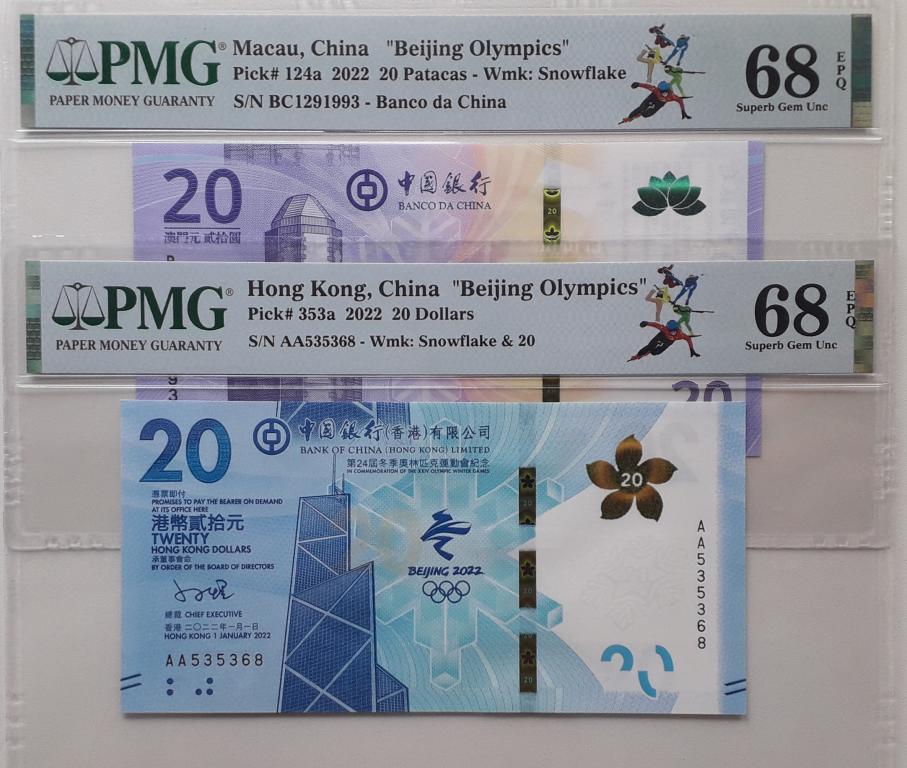 PMG® Macau, China "Beijing Olympics" 68 EPQ
Pick# 124a 2022 20 Patacas - Wmk: Snowflake
PAPER MONEY GUARANTY S/N BC1291993 - Banco da China Superb Gem Unc
20 中國銀行
BANCO DA CHINA
20
澳門元 貳拾圓
PMG® Hong Kong, China "Beijing Olympics" 68 EPQ
Pick# 353a 2022 20 Dollars
PAPER MONEY GUARANTY S/N AA535368 - Wmk: Snowflake & 20 Superb Gem Unc
93
20
20 中國銀行(香港)有限公司
BANK OF CHINA (HONG KONG) LIMITED
第24屆冬季奧林匹克運動會紀念
IN COMMEMORATION OF THE XXIV OLYMPIC WINTER GAMES
20
20
憑票即付
PROMISES TO PAY THE BEARER ON DEMAND
AT ITS OFFICE HERE
港幣貳拾元
TWENTY
HONG KONG DOLLARS
承董事會命
BY ORDER OF THE BOARD OF DIRECTORS
BEIJING 2022
20
總裁 CHIEF EXECUTIVE
香港 二〇二二年一月一日
HONG KONG 1 JANUARY 2022
AA535368
AA535368
20
20